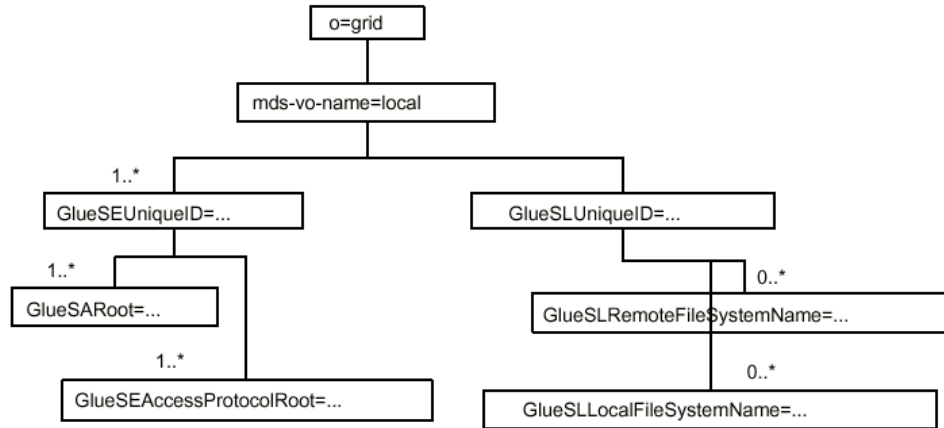 o=grid
mds-vo-name=local
1..*
GlueSEUniqueID=...
GlueSLUniqueID=...
1..*
0..*
GlueSARoot=...
GlueSLRemoteFileSystemName=...
1..*
0..*
GlueSEAccessProtocolRoot=...
GlueSLLocalFileSystemName=...